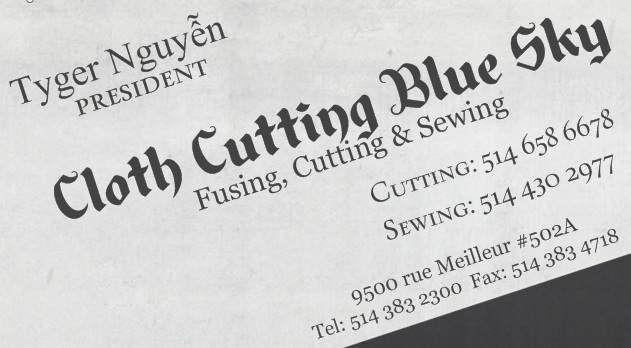 Tyger Nguyễn
PRESIDENT
Cloth Cutting Blue Sky
Fusing, Cutting & Sewing
CUTTING: 514 658 6678
SEWING: 514 430 2977
9500 rue Meilleur #502A
Tel: 514 383 2300 Fax: 514 383 4718